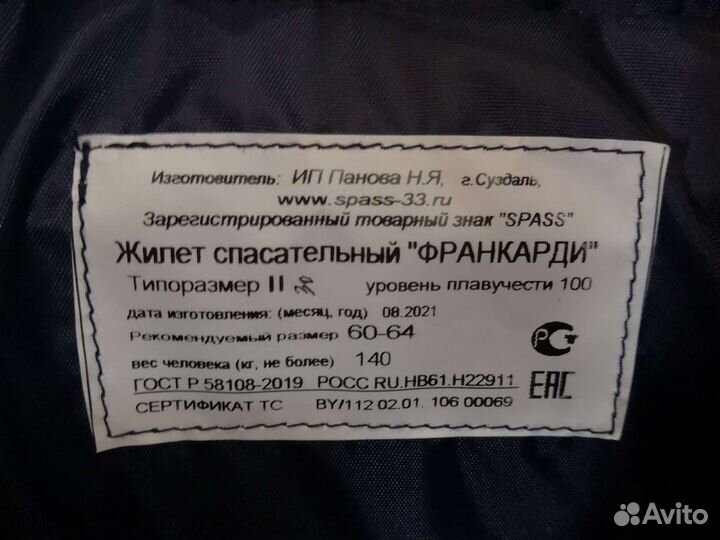 Изготовитель: ИП Панова Н.Я, г.Суздаль,
www.spass-33.ru
Зарегистрированный товарный знак "SPASS"
Жилет спасательный "ФРАНКАРДИ"
Типоразмер II уровень плавучести 100
дата изготовления: (месяц, год) 08.2021
Рекомендуемый размер 60-64
вес человека (кг, не более) 140
ГОСТ Р 58108-2019 РОСС RU.HB61.H22911
СЕРТИФИКАТ ТС BY/112 02.01. 106 00069
РСТ
ЕАС
Avito